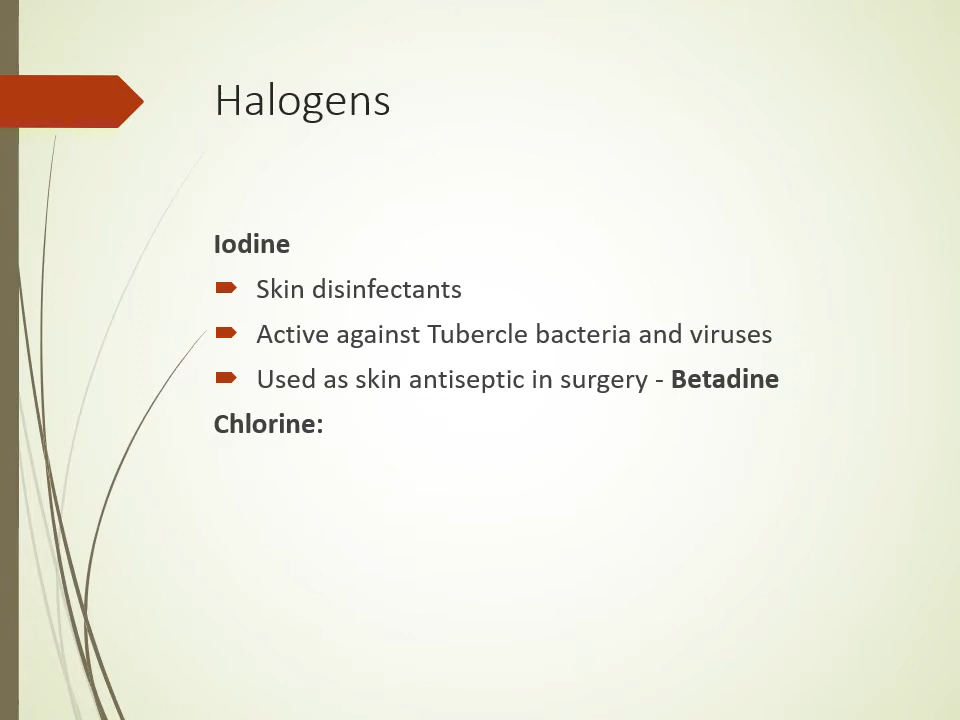 Halogens
Iodine
Skin disinfectants
Active against Tubercle bacteria and viruses
Used as skin antiseptic in surgery - Betadine
Chlorine: